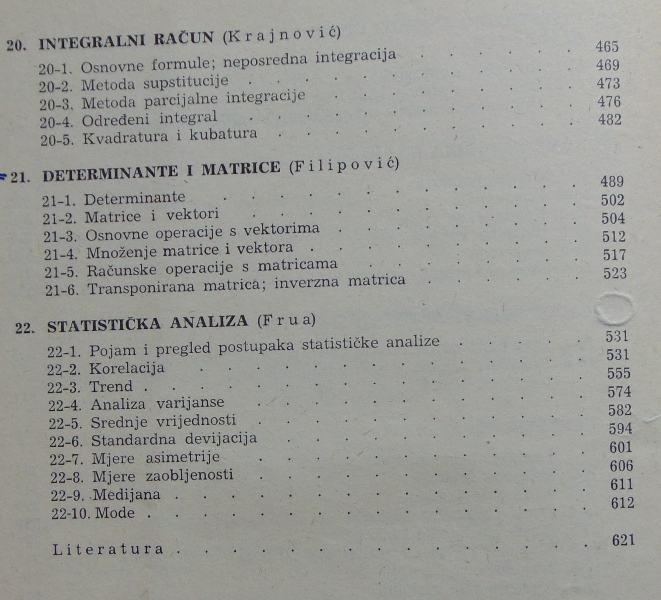 20. INTEGRALNI RAČUN (Krajnović)
20-1. Osnovne formule; neposredna integracija . . . . . 465
20-2. Metoda supstitucije . . . . . 469
20-3. Metoda parcijalne integracije . . . . . 473
20-4. Određeni integral . . . . . 476
20-5. Kvadratura i kubatura . . . . . 482
21. DETERMINANTE I MATRICE (Filipović)
21-1. Determinante . . . . . 489
21-2. Matrice i vektori . . . . . 502
21-3. Osnovne operacije s vektorima . . . . . 504
21-4. Množenje matrice i vektora . . . . . 512
21-5. Računske operacije s matricama . . . . . 517
21-6. Transponirana matrica; inverzna matrica . . . . . 523
22. STATISTIČKA ANALIZA (Frua)
22-1. Pojam i pregled postupaka statističke analize . . . . . 531
22-2. Korelacija . . . . . 531
22-3. Trend . . . . . 555
22-4. Analiza varijanse . . . . . 574
22-5. Srednje vrijednosti . . . . . 582
22-6. Standardna devijacija . . . . . 594
22-7. Mjere asimetrije . . . . . 601
22-8. Mjere zaobljenosti . . . . . 606
22-9. Medijana . . . . . 611
22-10. Mode . . . . . 612
Literatura . . . . . 621